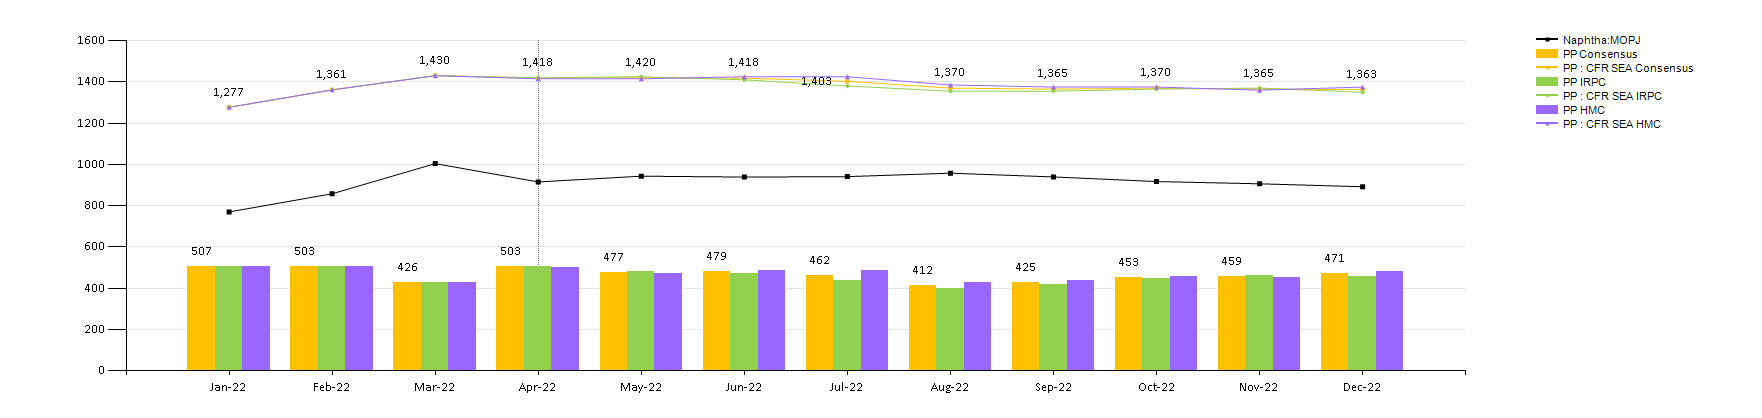 1600
1400
1200
1000
800
600
400
200
0
1,277
1,361
1,430
1,418
1,420
1,418
1,403
1,370
1,365
1,370
1,365
1,363
507
503
426
503
477
479
462
412
425
453
459
471
Jan-22
Feb-22
Mar-22
Apr-22
May-22
Jun-22
Jul-22
Aug-22
Sep-22
Oct-22
Nov-22
Dec-22
Naphtha:MOPJ
PP Consensus
PP : CFR SEA Consensus
PP IRPC
PP : CFR SEA IRPC
PP HMC
PP : CFR SEA HMC